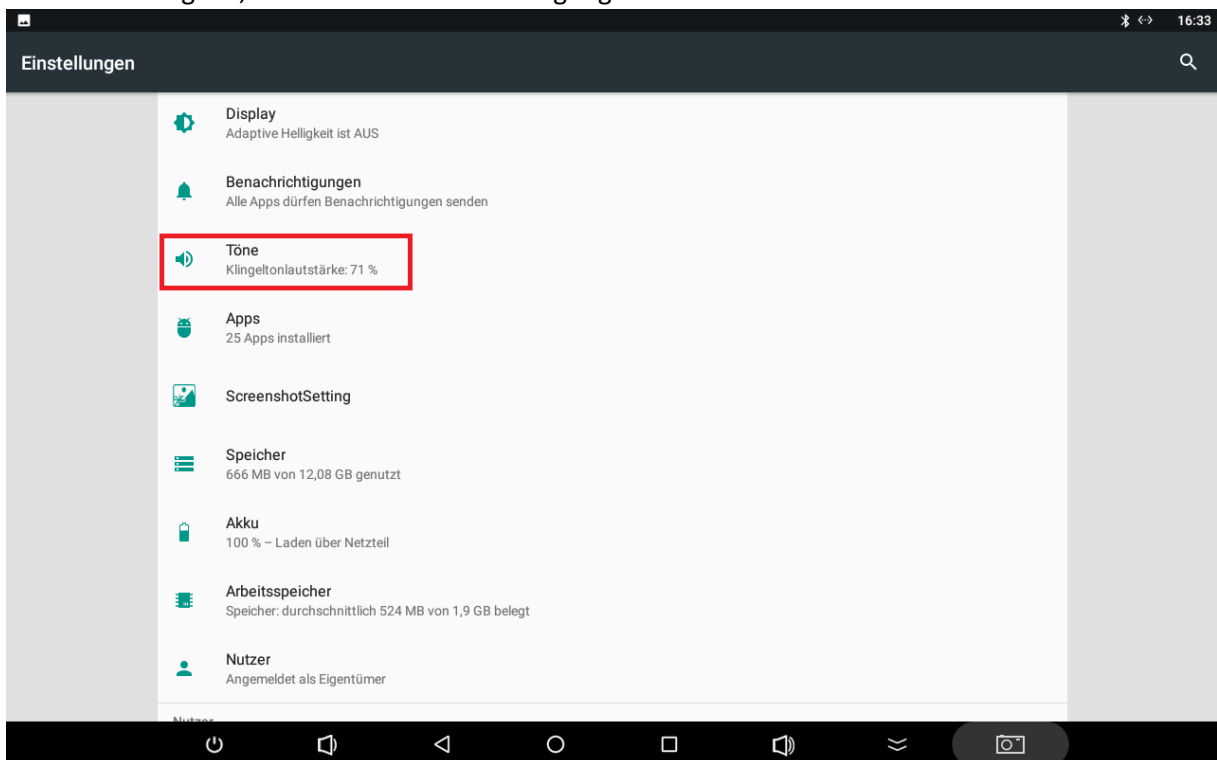 16:33
Einstellungen
Display
Adaptive Helligkeit ist AUS
Benachrichtigungen
Alle Apps dürfen Benachrichtigungen senden
Töne
Klingeltonlautstärke: 71 %
Apps
25 Apps installiert
ScreenshotSetting
Speicher
666 MB von 12,08 GB genutzt
Akku
100 % – Laden über Netzteil
Arbeitsspeicher
Speicher: durchschnittlich 524 MB von 1,9 GB belegt
Nutzer
Angemeldet als Eigentümer
Nutzer